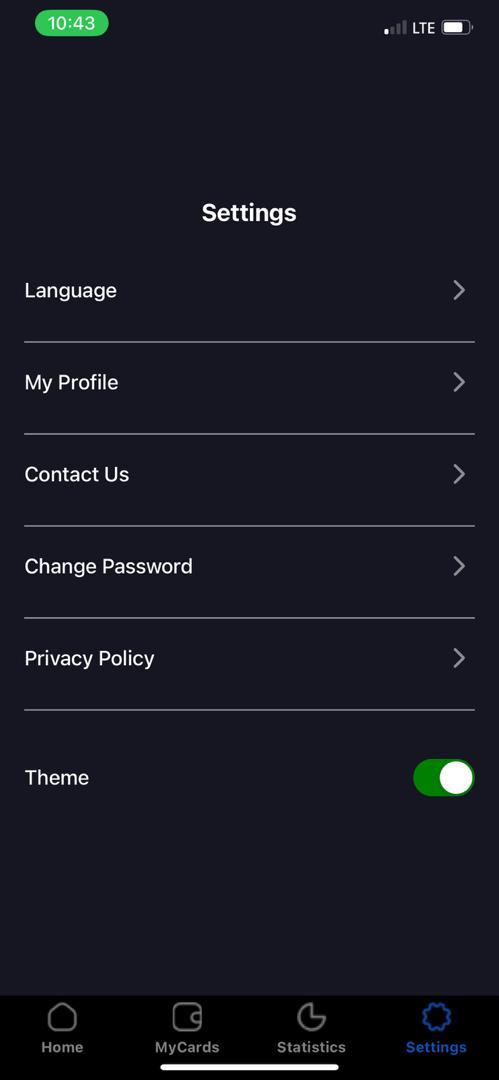 10:43
LTE
Settings
Language
My Profile
Contact Us
Change Password
Privacy Policy
Theme
Home
MyCards
Statistics
Settings